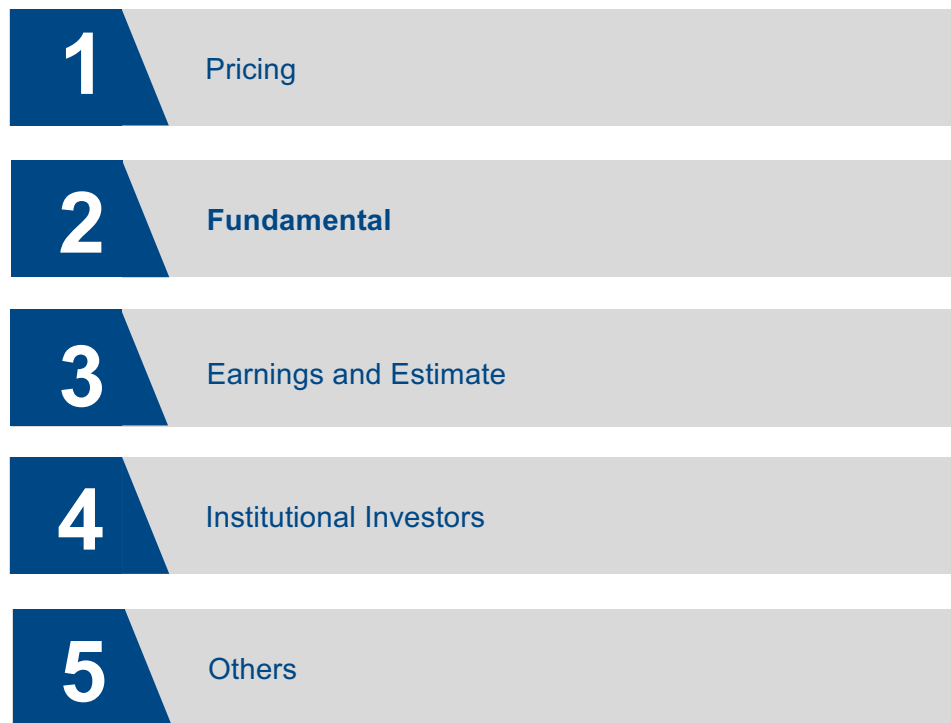 1 Pricing
2 Fundamental
3 Earnings and Estimate
4 Institutional Investors
5 Others